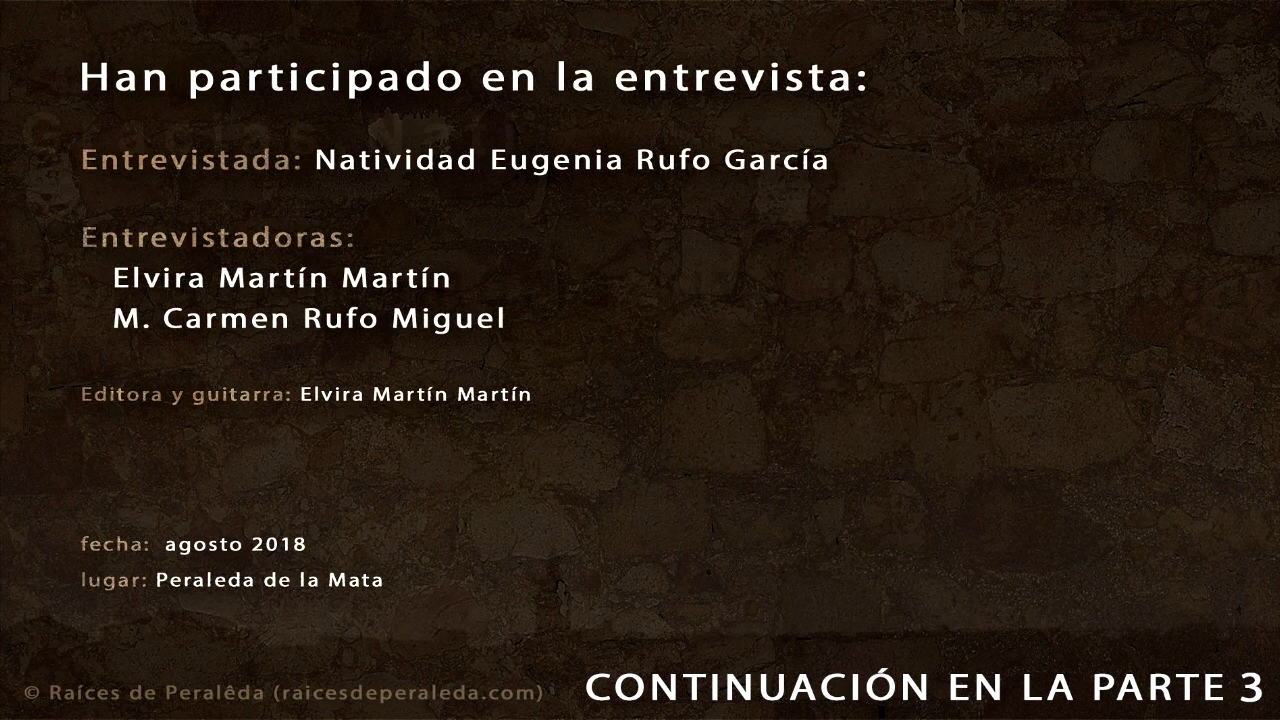 Han participado en la entrevista:
Entrevistada: Natividad Eugenia Rufo García
Entrevistadoras:
Elvira Martín Martín
M. Carmen Rufo Miguel
Editora y guitarra: Elvira Martín Martín
fecha: agosto 2018
lugar: Peraleda de la Mata
© Raíces de Peralêda (raicesdeperaleda.com)
CONTINUACIÓN EN LA PARTE 3